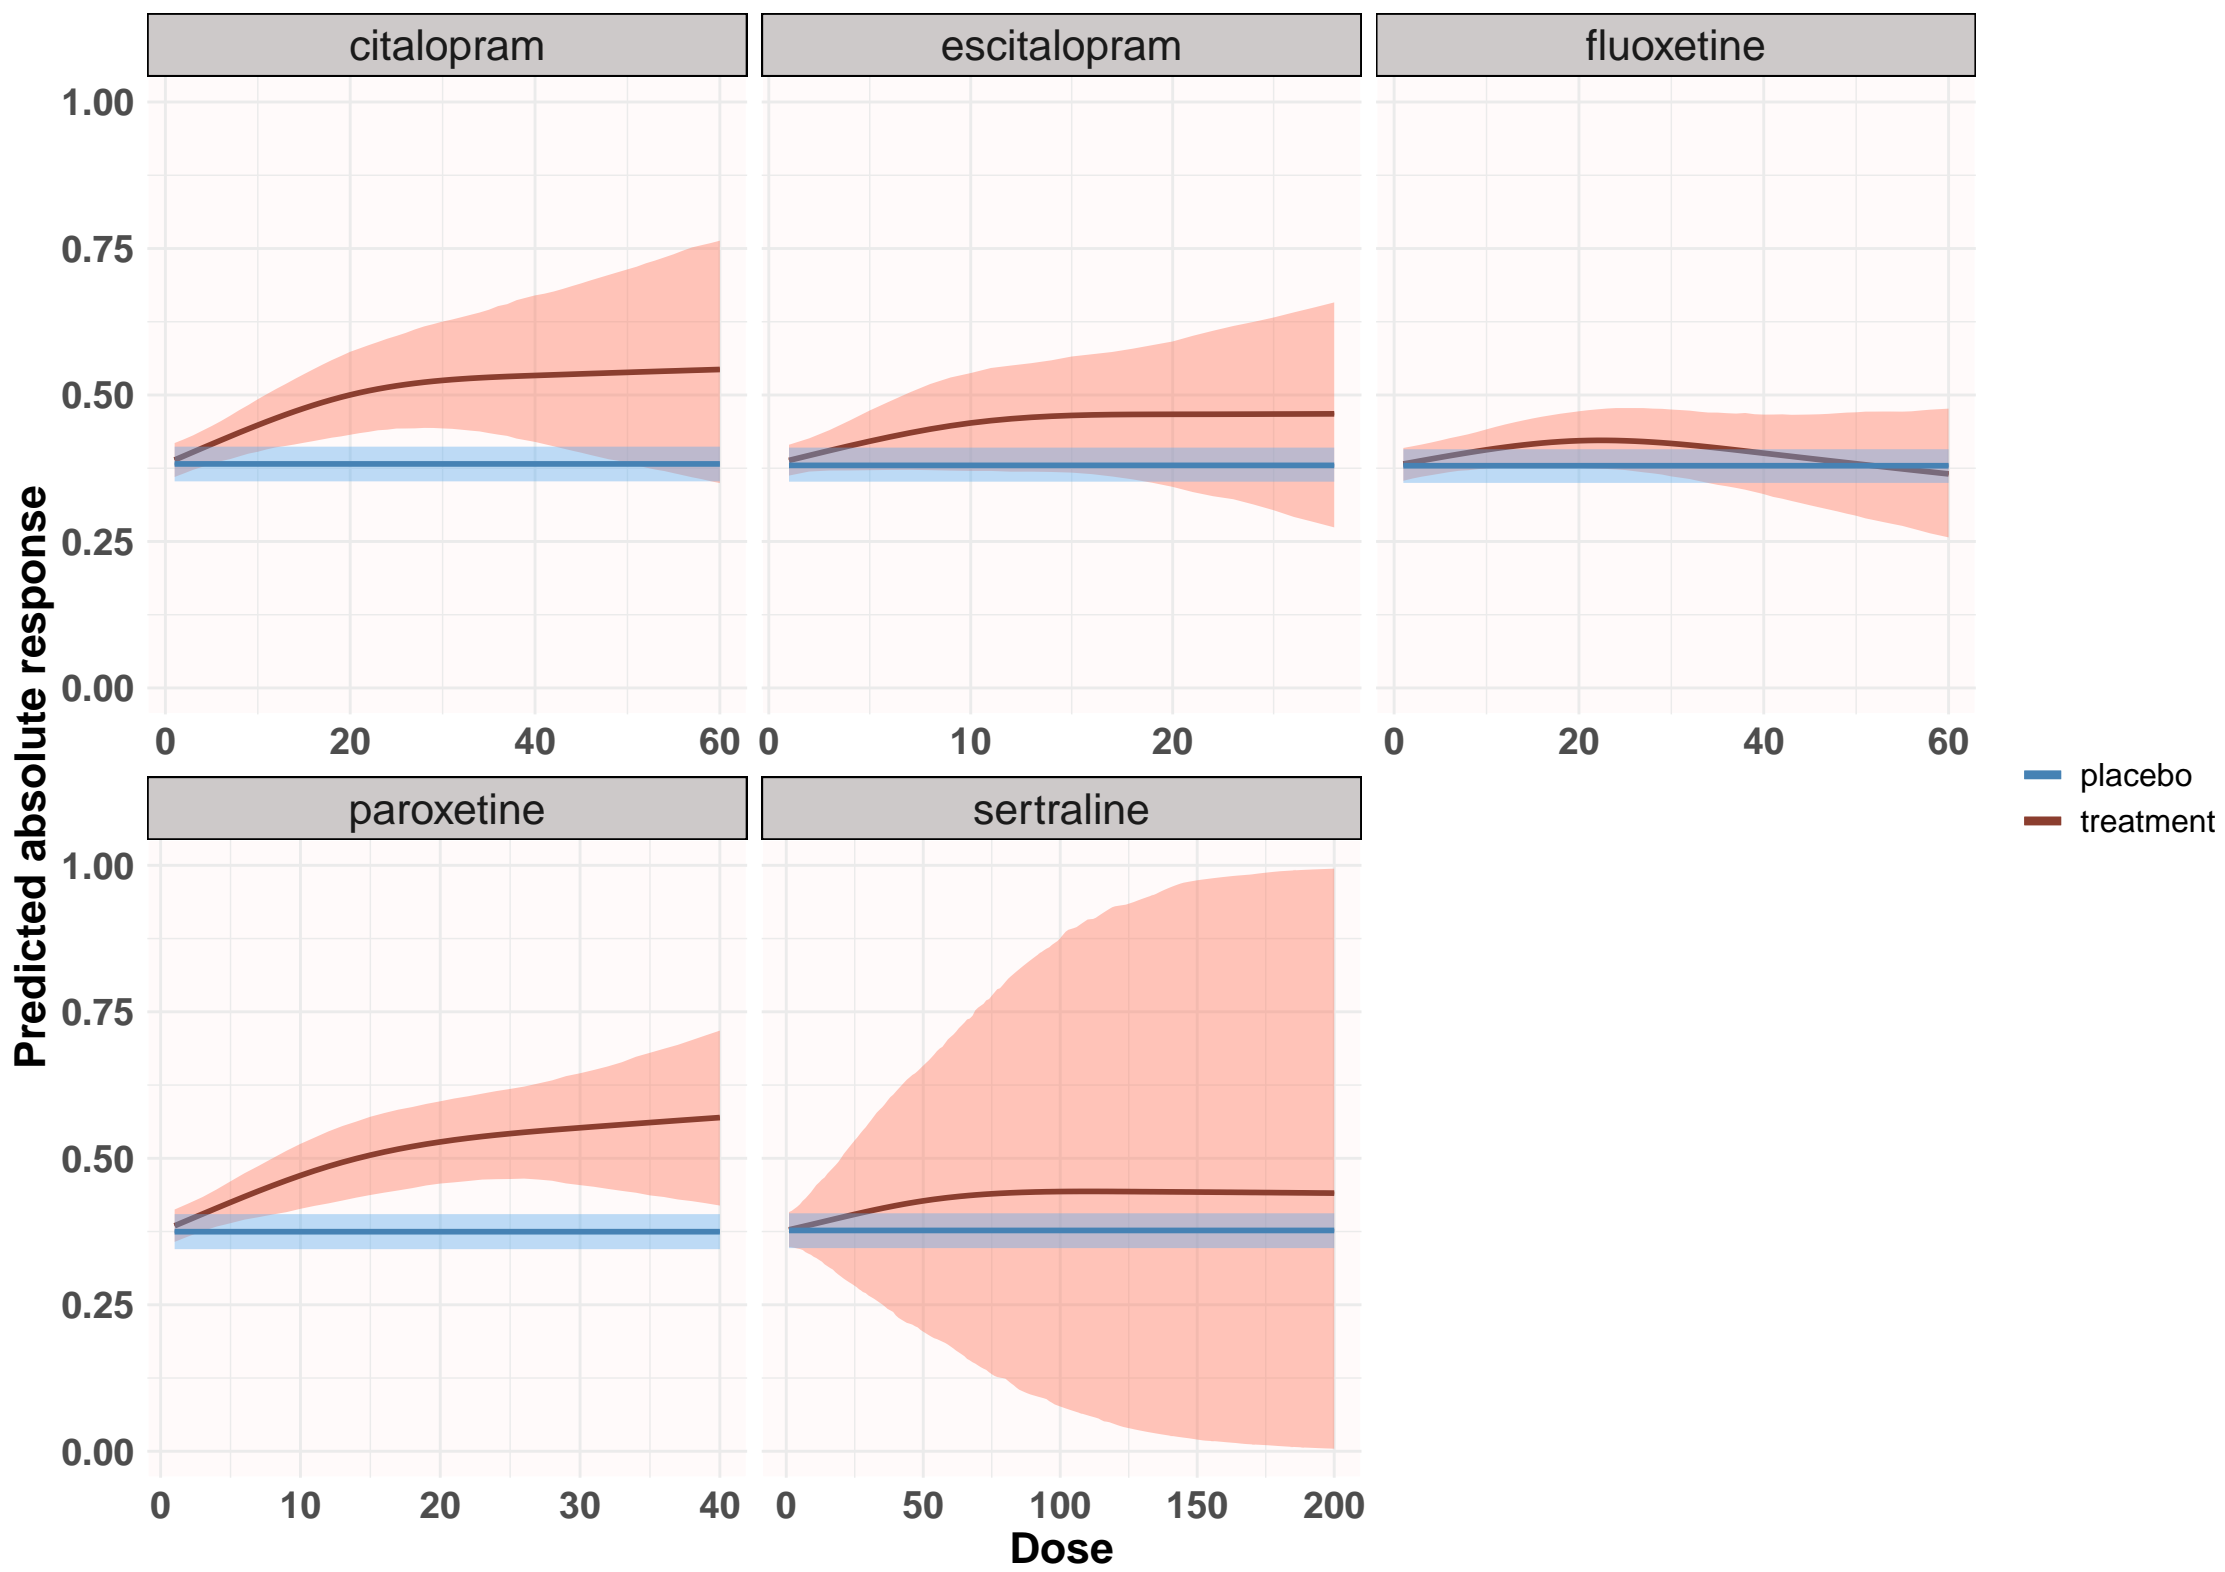 citalopram escitalopram fluoxetine
1.00
0.75
0.50
0.25
0.00
0 20 40 60 0 10 20 0 20 40 60
Predicted absolute response
paroxetine sertraline
1.00
0.75
0.50
0.25
0.00
0 10 20 30 40 0 50 100 150 200
Dose
placebo
treatment